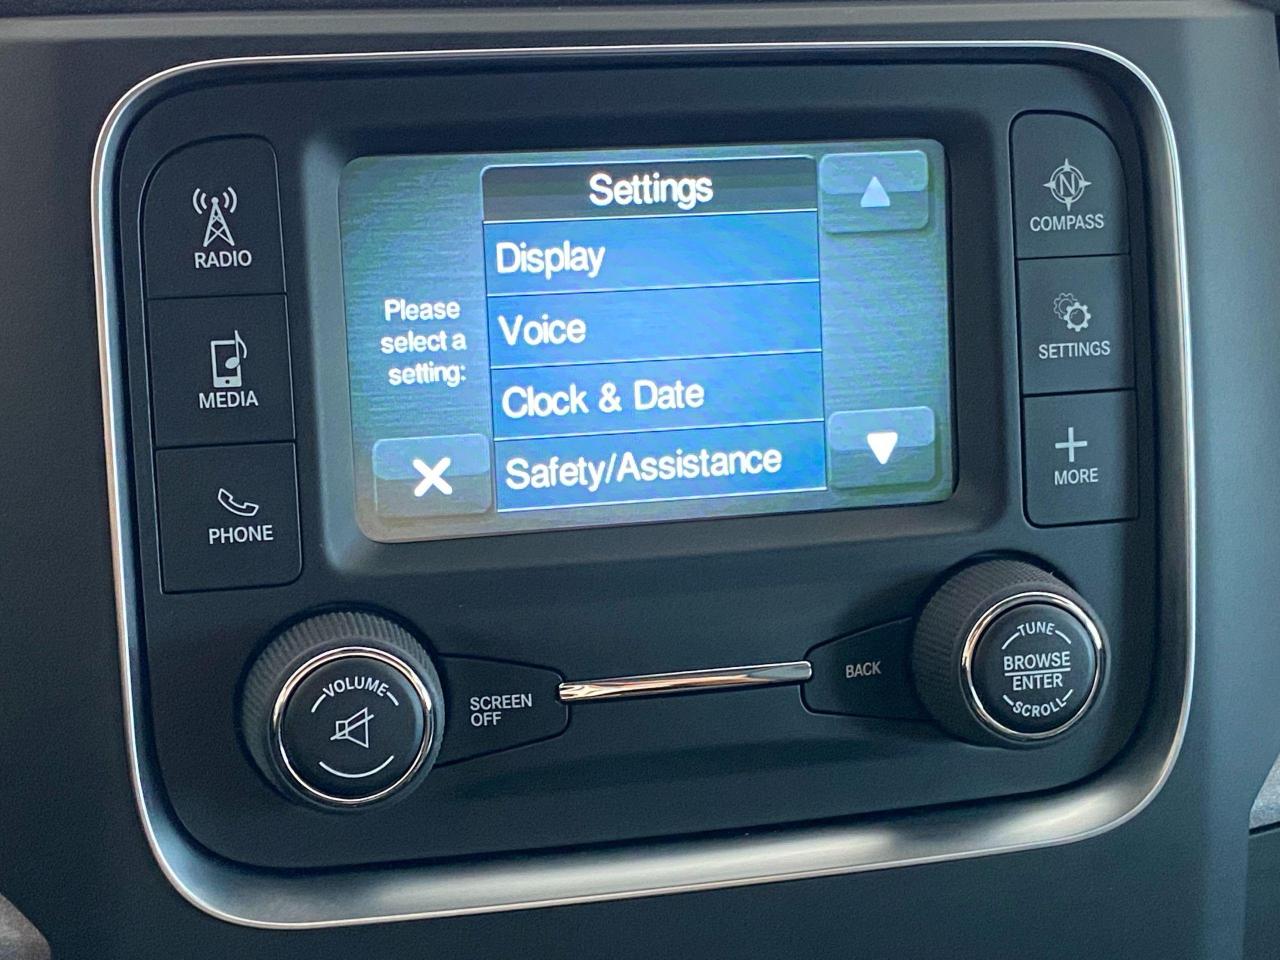 Settings
Display
Voice
Clock & Date
Safety/Assistance
Please
select a
setting:
RADIO
MEDIA
PHONE
N
COMPASS
SETTINGS
MORE
VOLUME
SCREEN
OFF
BACK
TUNE
BROWSE
ENTER
SCROLL